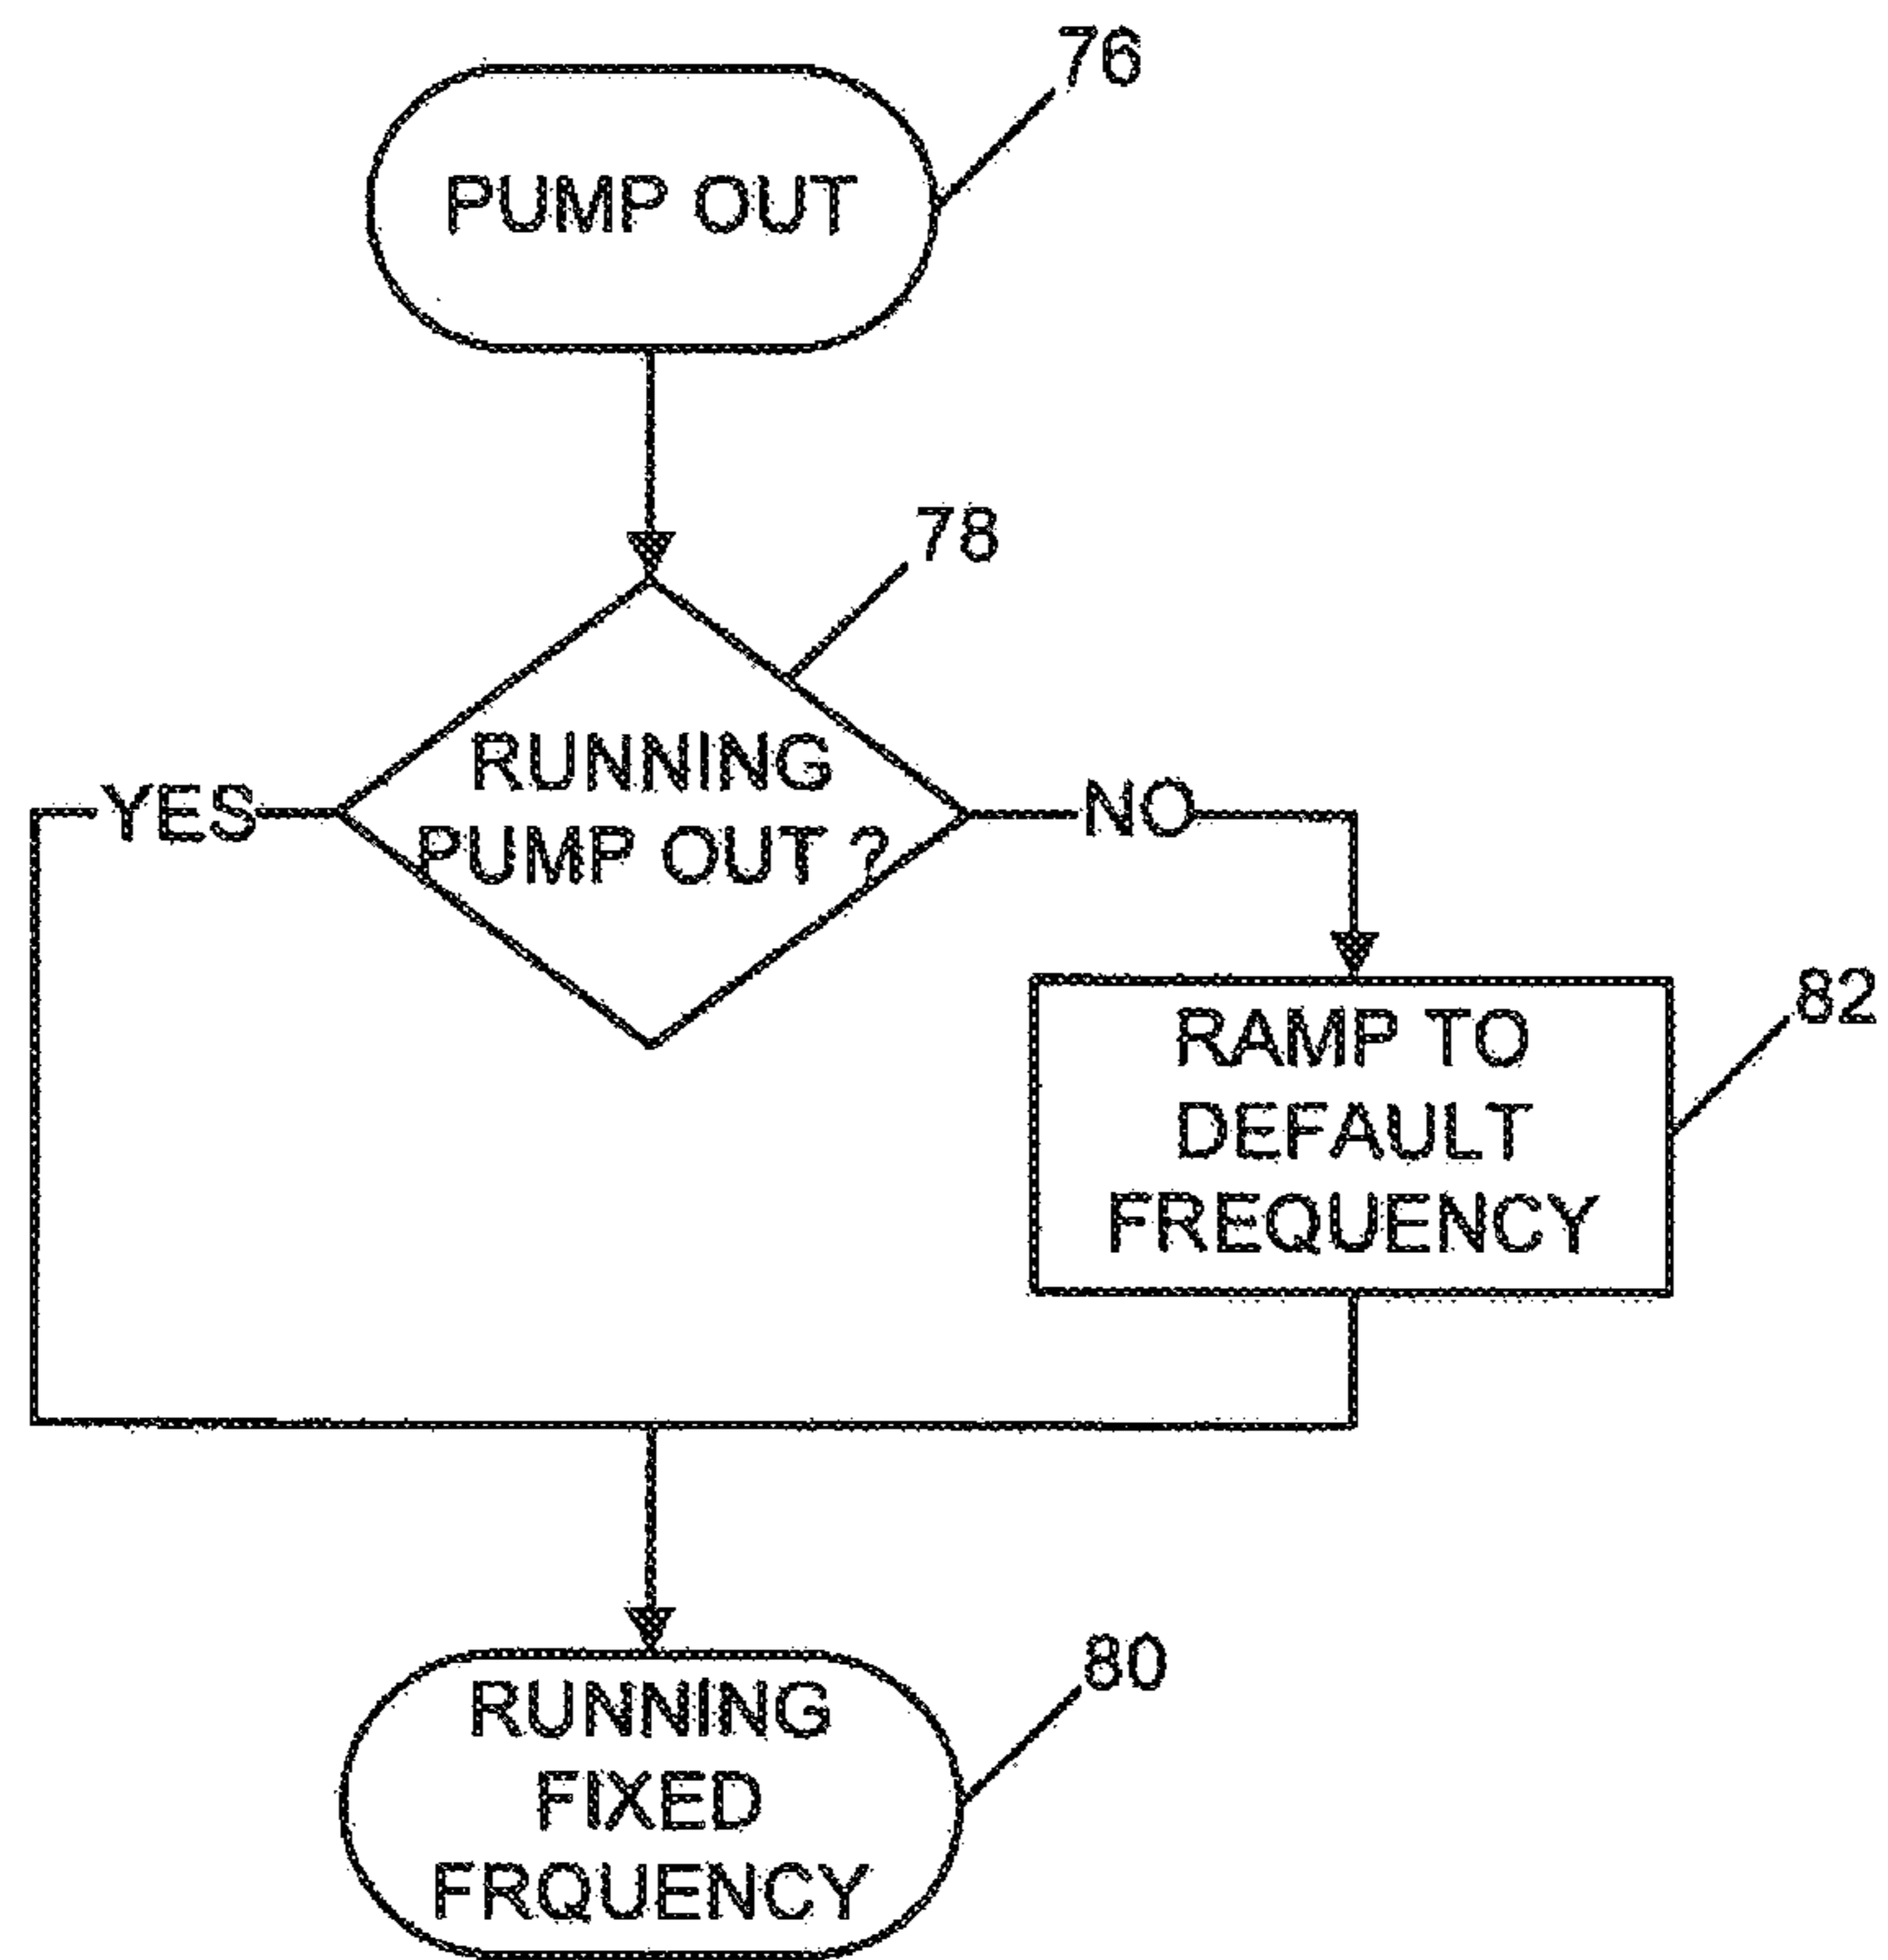 76
PUMP OUT
78
RUNNING
PUMP OUT ?
YES
NO
82
RAMP TO
DEFAULT
FREQUENCY
80
RUNNING
FIXED
FRQUENCY